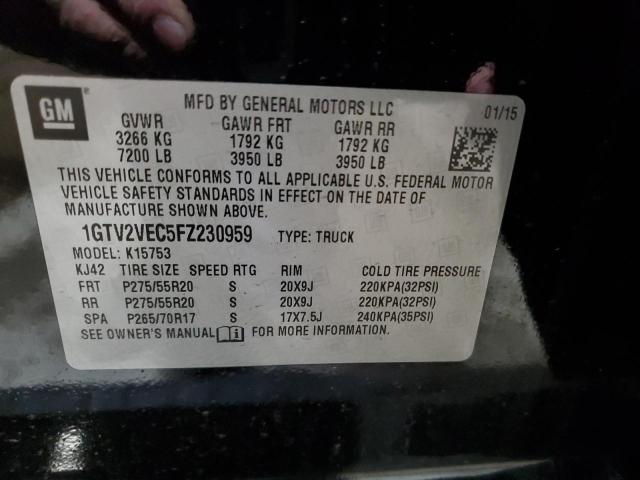 GM
MFD BY GENERAL MOTORS LLC 01/15
GVWR GAWR FRT GAWR RR
3266 KG 1792 KG 1792 KG
7200 LB 3950 LB 3950 LB
THIS VEHICLE CONFORMS TO ALL APPLICABLE U.S. FEDERAL MOTOR
VEHICLE SAFETY STANDARDS IN EFFECT ON THE DATE OF
MANUFACTURE SHOWN ABOVE.
1GTV2VEC5FZ230959 TYPE: TRUCK
MODEL: K15753
KJ42 TIRE SIZE SPEED RTG RIM COLD TIRE PRESSURE
FRT P275/55R20 S 20X9J 220KPA(32PSI)
RR P275/55R20 S 20X9J 220KPA(32PSI)
SPA P265/70R17 S 17X7.5J 240KPA(35PSI)
SEE OWNER'S MANUAL FOR MORE INFORMATION.